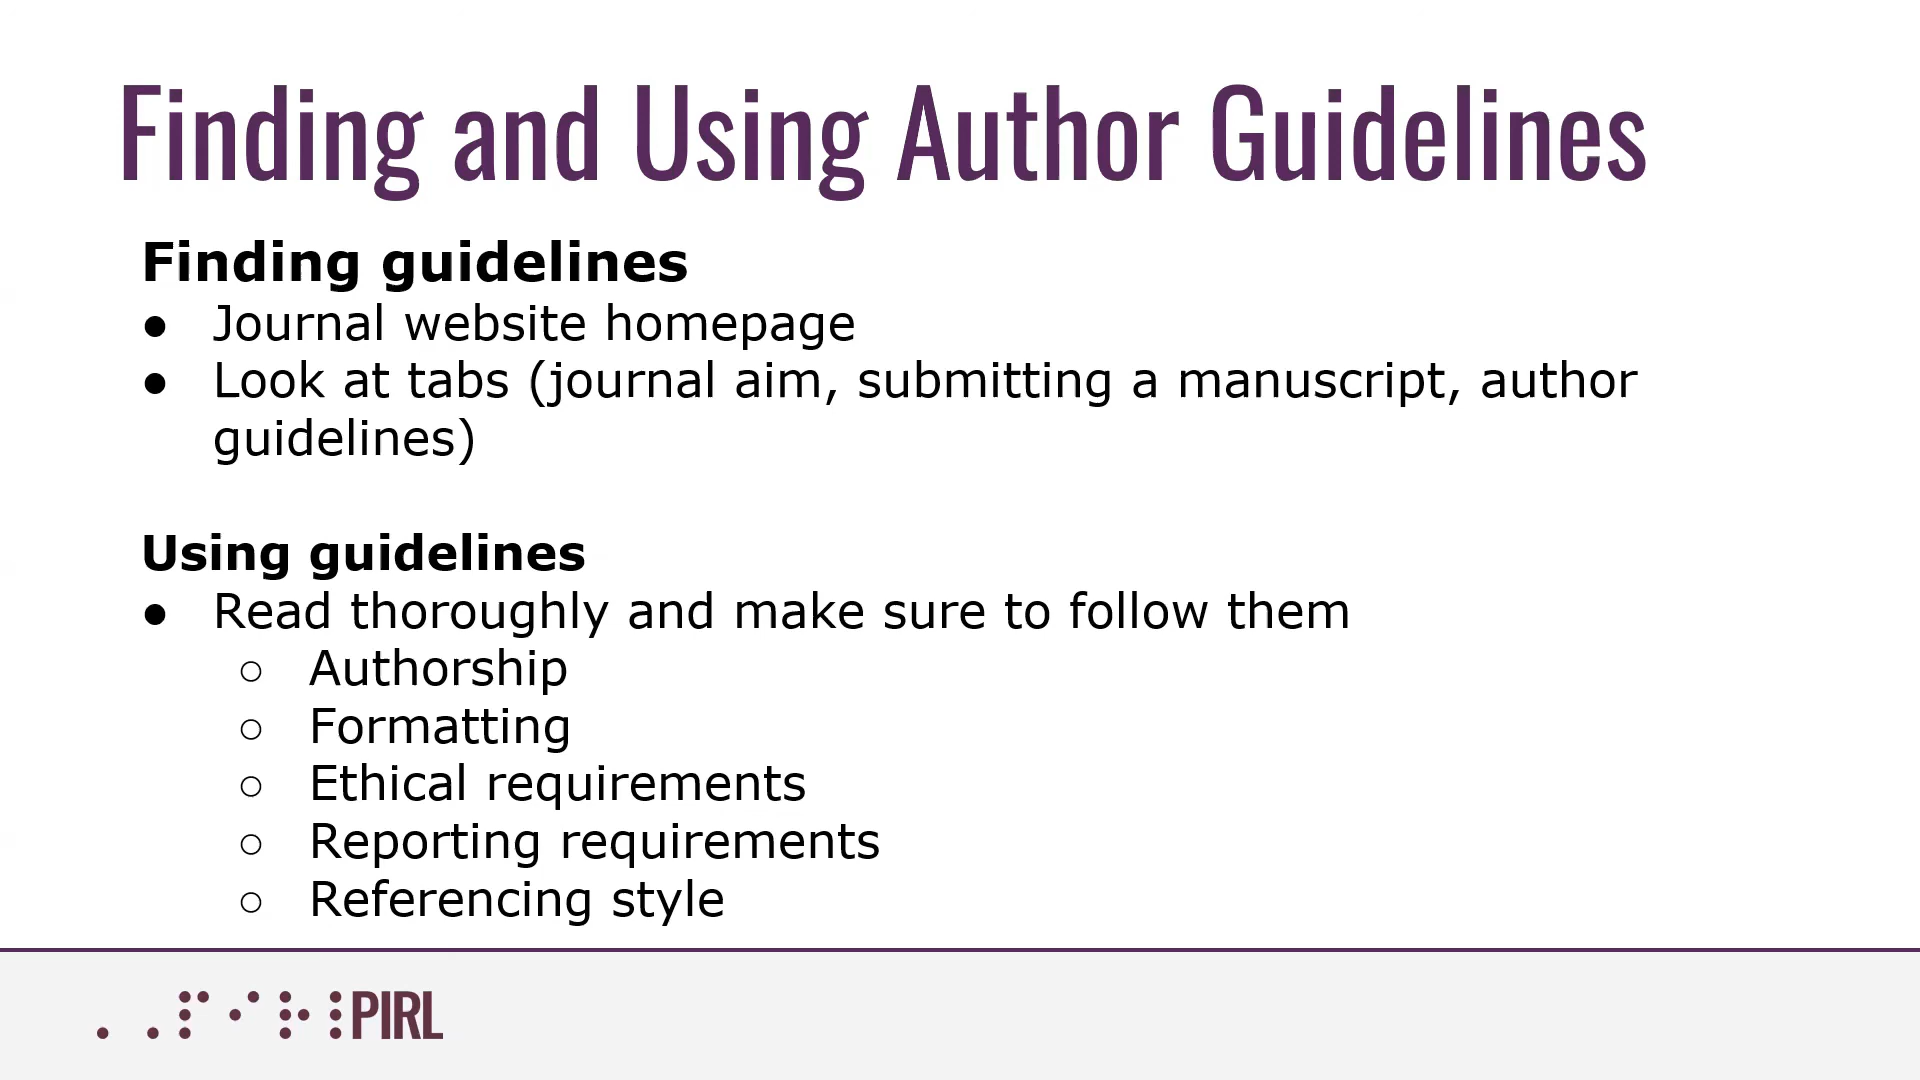 Finding and Using Author Guidelines
Finding guidelines
● Journal website homepage
● Look at tabs (journal aim, submitting a manuscript, author
guidelines)
Using guidelines
● Read thoroughly and make sure to follow them
○ Authorship
○ Formatting
○ Ethical requirements
○ Reporting requirements
○ Referencing style
⠠⠠⠏⠊⠗⠇PIRL